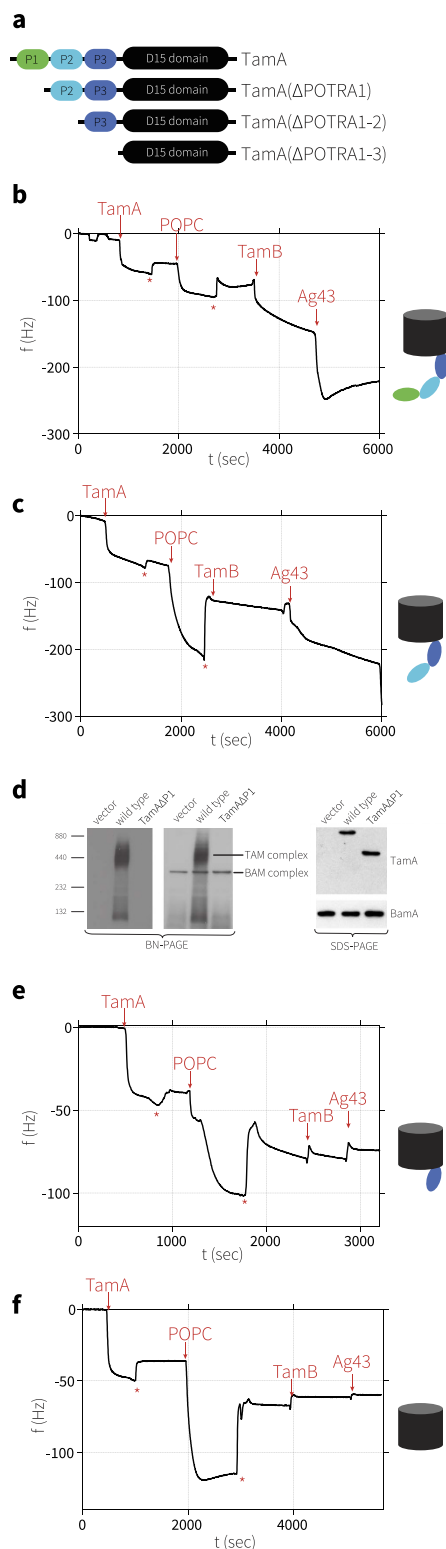 a
P1 P2 P3 D15 domain TamA
P2 P3 D15 domain TamA(ΔPOTRA1)
P3 D15 domain TamA(ΔPOTRA1-2)
D15 domain TamA(ΔPOTRA1-3)
b
TamA
POPC
TamB
Ag43
*
*
0
-100
-200
-300
f (Hz)
0 2000 4000 6000
t (sec)
c
TamA
POPC
TamB
Ag43
*
*
0
-100
-200
-300
f (Hz)
0 2000 4000 6000
t (sec)
d
vector wild type TamAΔP1 vector wild type TamAΔP1 vector wild type TamAΔP1
880
440
232
132
TAM complex
BAM complex
TamA
BamA
BN-PAGE
SDS-PAGE
e
TamA
POPC
TamB
Ag43
*
*
0
-50
-100
f (Hz)
0 1000 2000 3000
t (sec)
f
TamA
POPC
TamB
Ag43
*
*
0
-50
-100
f (Hz)
0 2000 4000
t (sec)